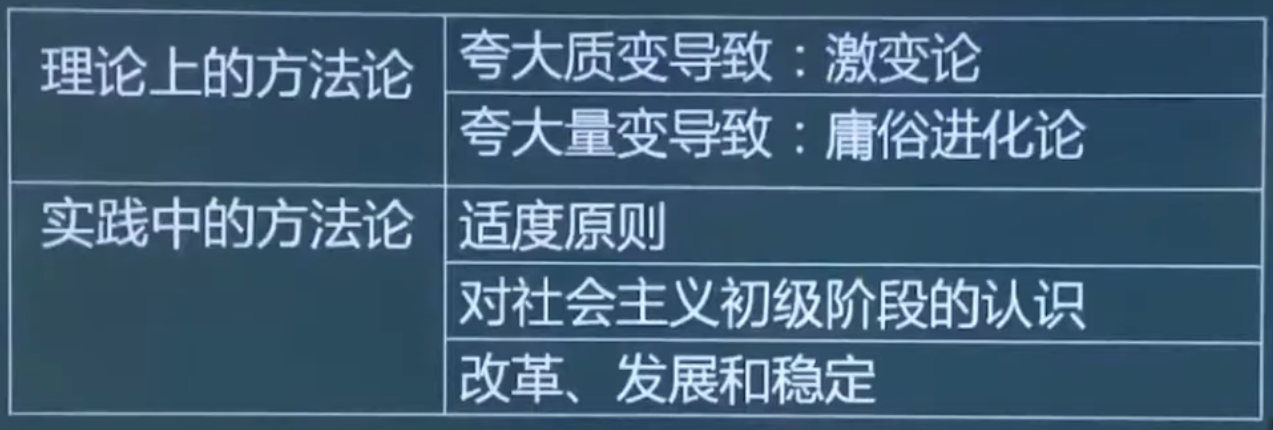 理论上的方法论
夸大质变导致：激变论
夸大量变导致：庸俗进化论
实践中的方法论
适度原则
对社会主义初级阶段的认识
改革、发展和稳定